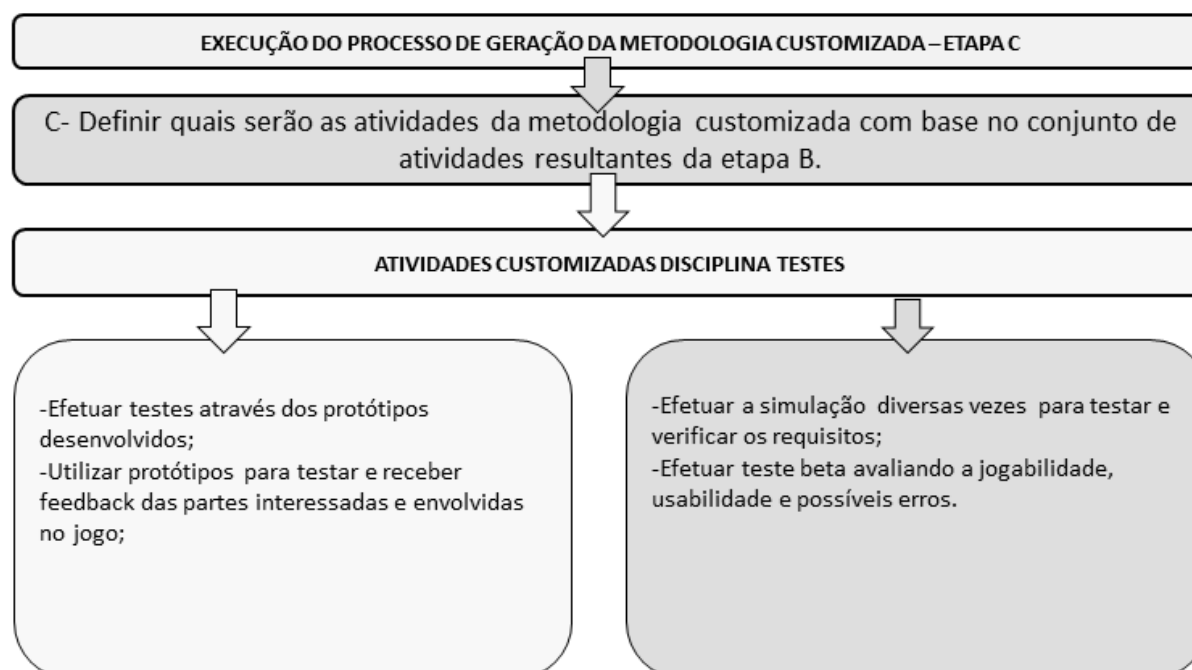 EXECUÇÃO DO PROCESSO DE GERAÇÃO DA METODOLOGIA CUSTOMIZADA – ETAPA C
C- Definir quais serão as atividades da metodologia customizada com base no conjunto de
atividades resultantes da etapa B.
ATIVIDADES CUSTOMIZADAS DISCIPLINA TESTES
-Efetuar testes através dos protótipos
desenvolvidos;
-Utilizar protótipos para testar e receber
feedback das partes interessadas e envolvidas
no jogo;
-Efetuar a simulação diversas vezes para testar e
verificar os requisitos;
-Efetuar teste beta avaliando a jogabilidade,
usabilidade e possíveis erros.